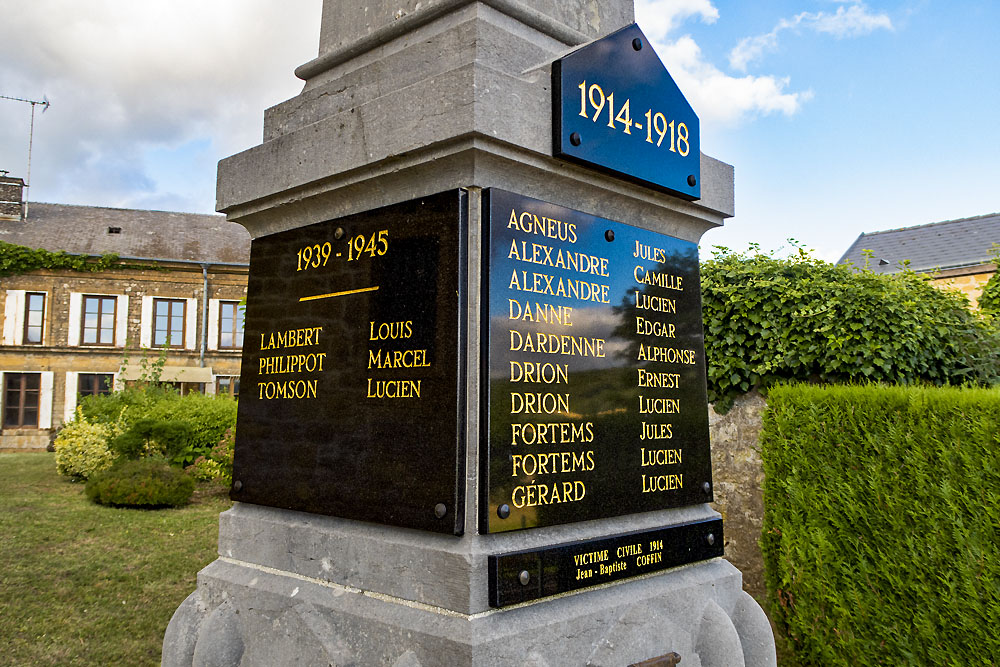 1939 - 1945
LAMBERT LOUIS
PHILIPPOT MARCEL
TOMSON LUCIEN
1914-1918
AGNEUS JULES
ALEXANDRE CAMILLE
ALEXANDRE LUCIEN
DANNE EDGAR
DARDENNE ALPHONSE
DRION ERNEST
DRION LUCIEN
FORTEMS JULES
FORTEMS LUCIEN
GÉRARD LUCIEN
VICTIME CIVILE 1914
Jean-Baptiste COFFIN